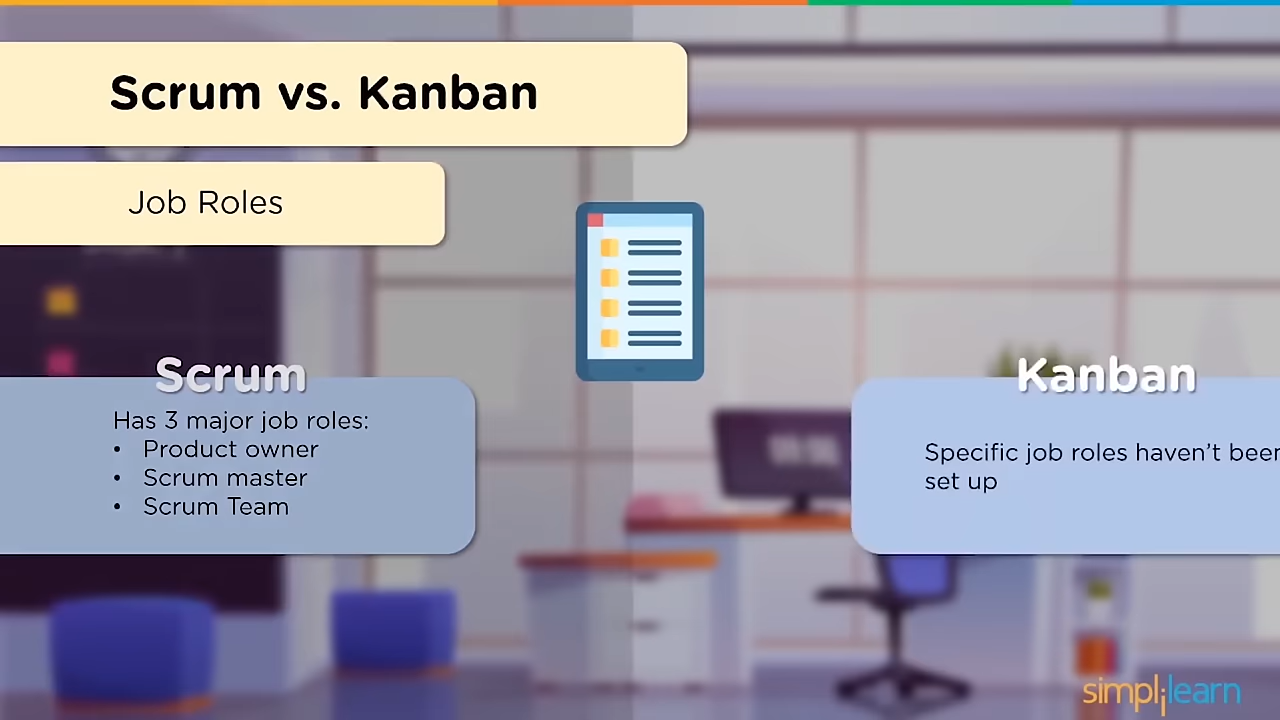 Scrum vs. Kanban
Job Roles
Scrum
Has 3 major job roles:
• Product owner
• Scrum master
• Scrum Team
Kanban
Specific job roles haven't been
set up
simplilearn